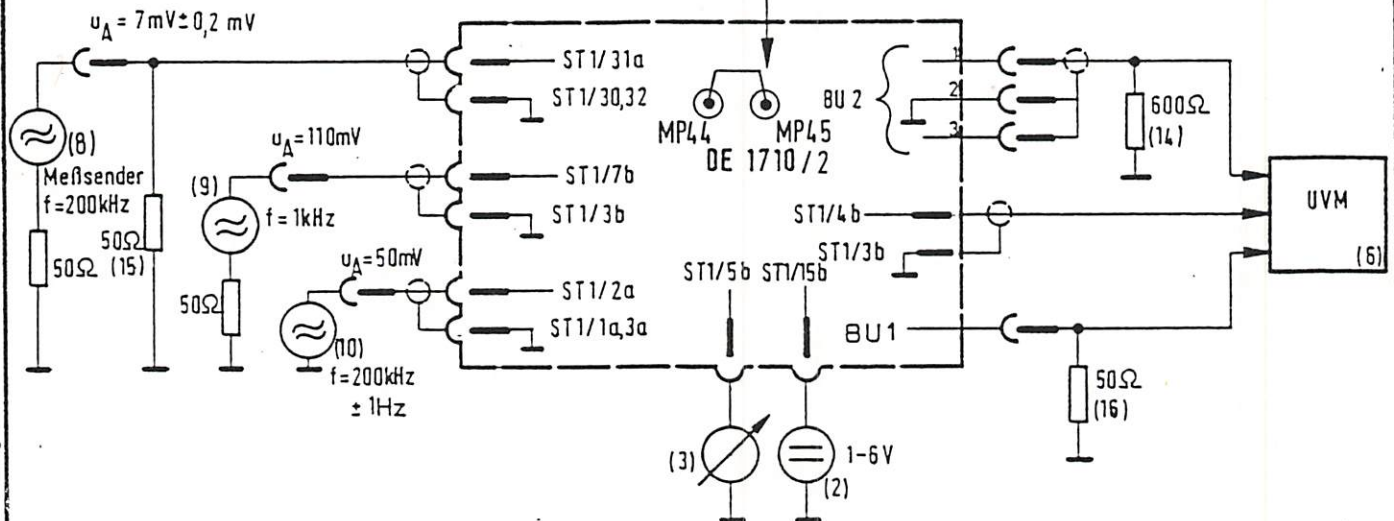 u_A = 7mV ± 0,2 mV
(8)
Meßsender
f=200kHz
50Ω
50Ω
(15)
u_A=110mV
(9)
f=1kHz
50Ω
u_A=50mV
(10)
f=200kHz
± 1Hz
ST1/31a
ST1/30,32
ST1/7b
ST1/3b
ST1/2a
ST1/1a,3a
MP44
MP45
DE 1710/2
BU 2
1
2
3
ST1/4b
ST1/3b
ST1/5b
ST1/15b
BU1
(3)
1-6V
(2)
600Ω
(14)
50Ω
(16)
UVM
(6)